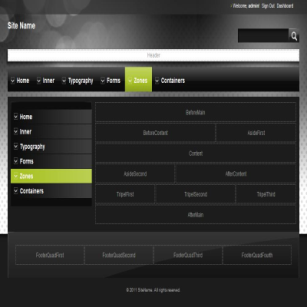 Welcome, admin! Sign Out Dashboard
Site Name
Header
Home Inner Typography Forms Zones Containers
Home
Inner
Typography
Forms
Zones
Containers
BeforeMain
BeforeContent AsideFirst
Content
AsideSecond AfterContent
TripelFirst TripelSecond TripelThird
AfterMain
FooterQuadFirst FooterQuadSecond FooterQuadThird FooterQuadFourth
© 2011 SiteName. All rights reserved.